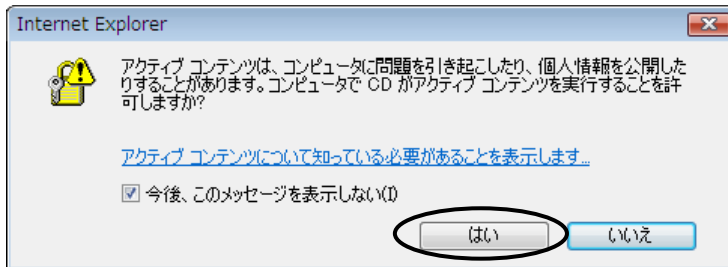 Internet Explorer
アクティブ コンテンツは、コンピュータに問題を引き起こしたり、個人情報を公開した
りすることがあります。コンピュータで CD がアクティブ コンテンツを実行することを許
可しますか?
アクティブ コンテンツについて知っている必要があることを表示します...
今後、このメッセージを表示しない(I)
はい
いいえ